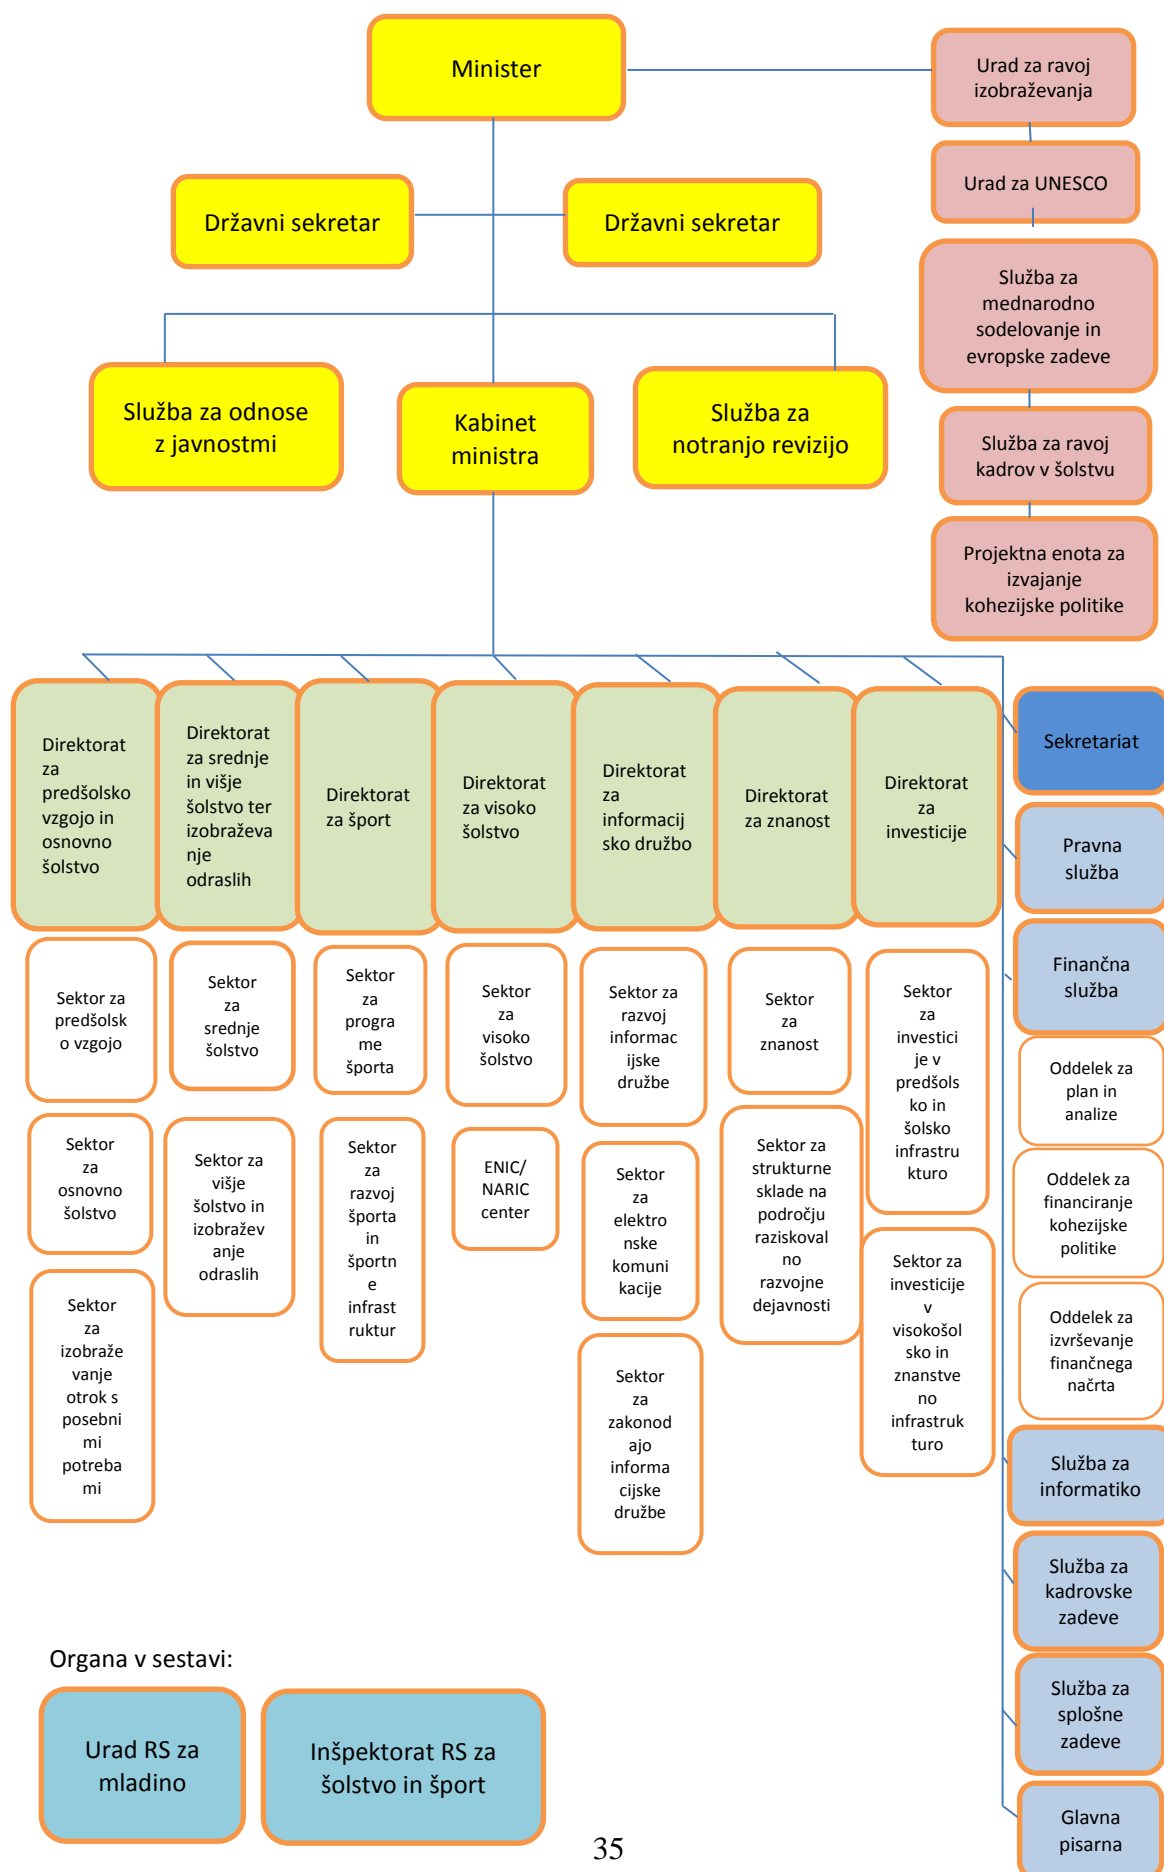 Minister
Urad za ravoj
izobraževanja
Urad za UNESCO
Državni sekretar
Državni sekretar
Služba za
mednarodno
sodelovanje in
evropske zadeve
Služba za odnose
z javnostmi
Kabinet
ministra
Služba za
notranjo revizijo
Služba za ravoj
kadrov v šolstvu
Projektna enota za
izvajanje
kohezijske politike
Direktorat
za
predšolsko
vzgojo in
osnovno
šolstvo
Direktorat
za srednje
in višje
šolstvo ter
izobraževa
nje
odraslih
Direktorat
za šport
Direktorat
za visoko
šolstvo
Direktorat
za
informacij
sko družbo
Direktorat
za znanost
Direktorat
za
investicije
Sekretariat
Pravna
služba
Finančna
služba
Sektor za
predšolsk
o vzgojo
Sektor
za
srednje
šolstvo
Sektor
za
progra
me
športa
Sektor
za
visoko
šolstvo
Sektor za
razvoj
informac
ijske
družbe
Sektor
za
znanost
Sektor
za
investici
je v
predšols
ko in
šolsko
infrastru
kturo
Oddelek za
plan in
analize
Sektor
za
osnovno
šolstvo
Sektor za
višje
šolstvo in
izobražev
anje
odraslih
Sektor
za
razvoj
športa
in
športn
e
infrast
ruktur
ENIC/
NARIC
center
Sektor
za
elektro
nske
komuni
kacije
Sektor za
strukturne
sklade na
področju
raziskoval
no
razvojne
dejavnosti
Oddelek za
financiranje
kohezijske
politike
Sektor
za
izobraže
vanje
otrok s
posebni
mi
potreba
mi
Sektor
za
zakonod
ajo
informa
cijske
družbe
Sektor za
investicije
v
visokošol
sko in
znanstve
no
infrastruk
turo
Oddelek za
izvrševanje
finančnega
načrta
Služba za
informatiko
Služba za
kadrovske
zadeve
Služba za
splošne
zadeve
Glavna
pisarna
Organa v sestavi:
Urad RS za
mladino
Inšpektorat RS za
šolstvo in šport
35